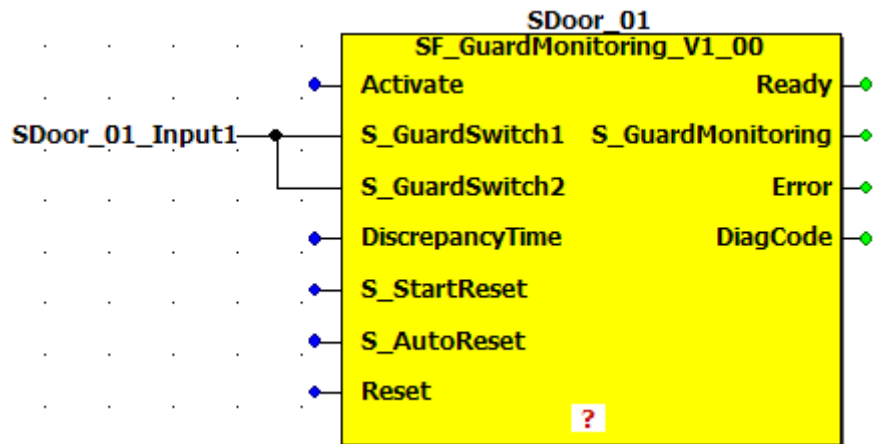 SDoor_01
SF_GuardMonitoring_V1_00
Activate Ready
SDoor_01_Input1 S_GuardSwitch1 S_GuardMonitoring
S_GuardSwitch2 Error
DiscrepancyTime DiagCode
S_StartReset
S_AutoReset
Reset
?